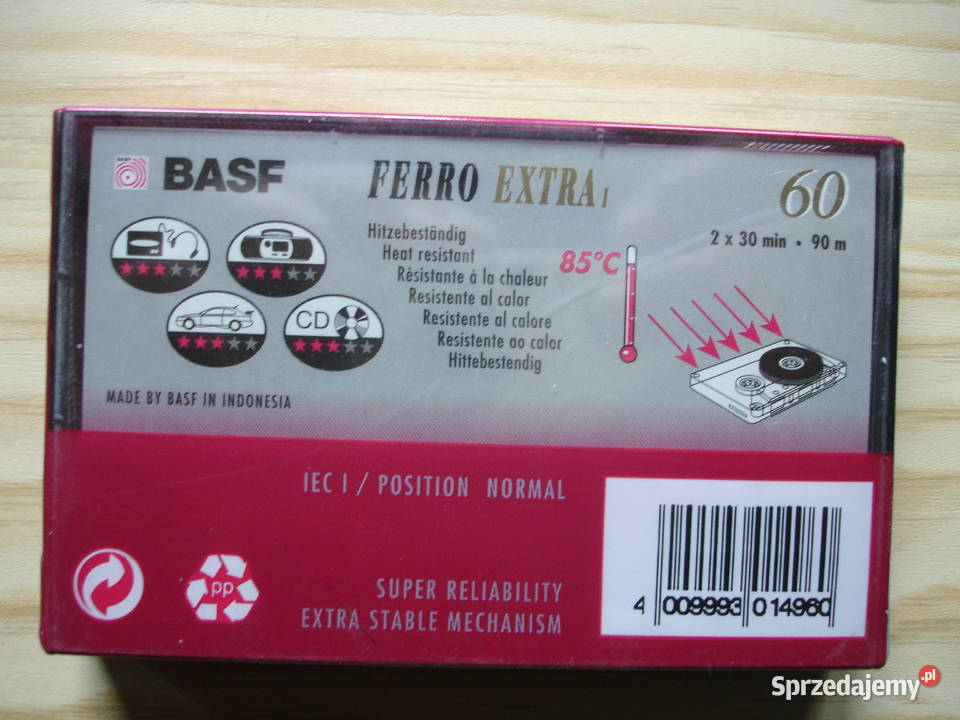 BASF FERRO EXTRA I 60
2 x 30 min • 90 m
Hitzebeständig
Heat resistant
Résistante à la chaleur
Resistente al calor
Resistente al calore
Resistente ao calor
Hittebestendig
85°C
CD
MADE BY BASF IN INDONESIA
IEC I / POSITION NORMAL
PP
SUPER RELIABILITY
EXTRA STABLE MECHANISM
4 009993 014960
Sprzedajemy.pl